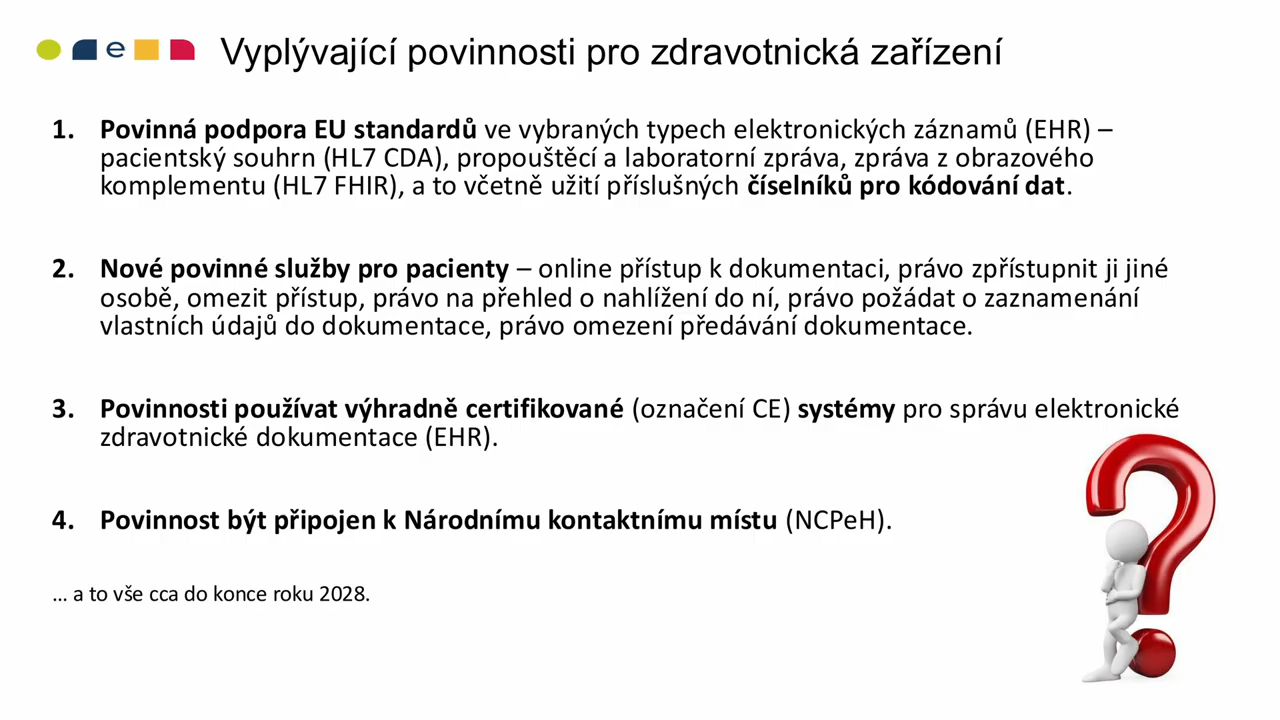 e
Vyplývající povinnosti pro zdravotnická zařízení
1. Povinná podpora EU standardů ve vybraných typech elektronických záznamů (EHR) –
pacientský souhrn (HL7 CDA), propouštěcí a laboratorní zpráva, zpráva z obrazového
komplementu (HL7 FHIR), a to včetně užití příslušných číselníků pro kódování dat.
2. Nové povinné služby pro pacienty – online přístup k dokumentaci, právo zpřístupnit ji jiné
osobě, omezit přístup, právo na přehled o nahlížení do ní, právo požádat o zaznamenání
vlastních údajů do dokumentace, právo omezení předávání dokumentace.
3. Povinnosti používat výhradně certifikované (označení CE) systémy pro správu elektronické
zdravotnické dokumentace (EHR).
4. Povinnost být připojen k Národnímu kontaktnímu místu (NCPeH).
… a to vše cca do konce roku 2028.